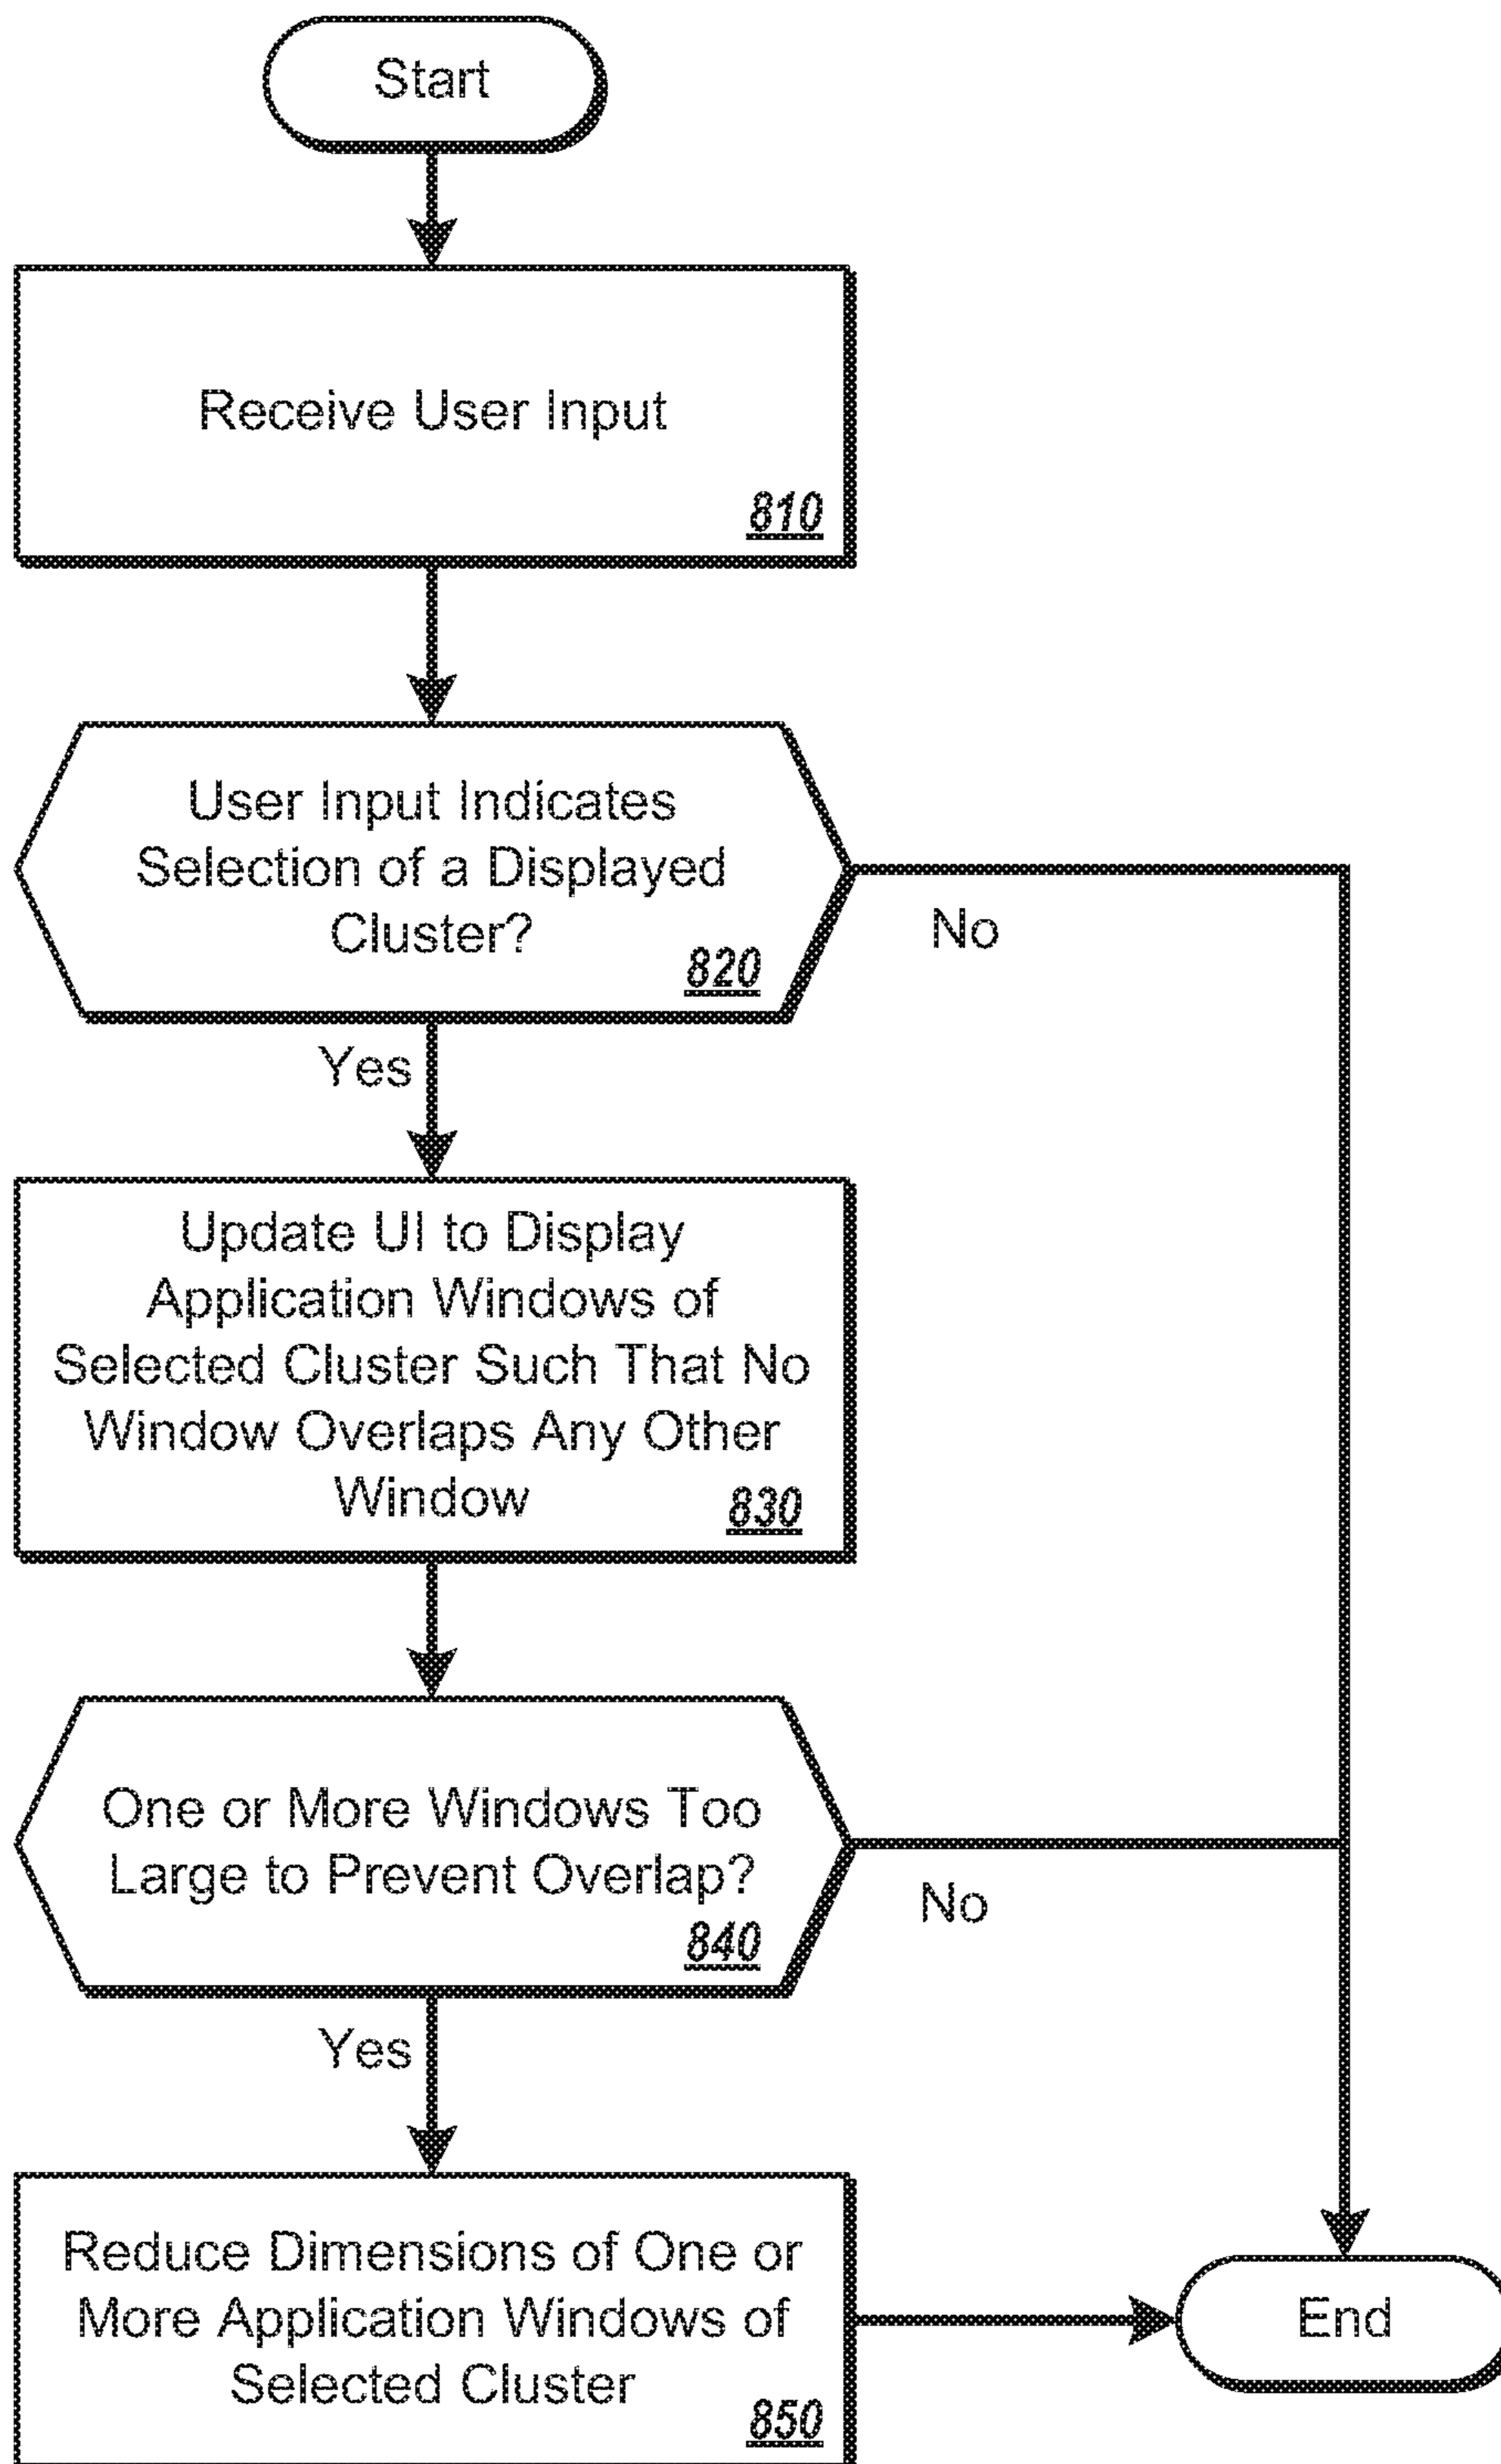 Start
Receive User Input
810
User Input Indicates
Selection of a Displayed
Cluster?
820
No
Yes
Update UI to Display
Application Windows of
Selected Cluster Such That No
Window Overlaps Any Other
Window
830
One or More Windows Too
Large to Prevent Overlap?
840
No
Yes
Reduce Dimensions of One or
More Application Windows of
Selected Cluster
850
End